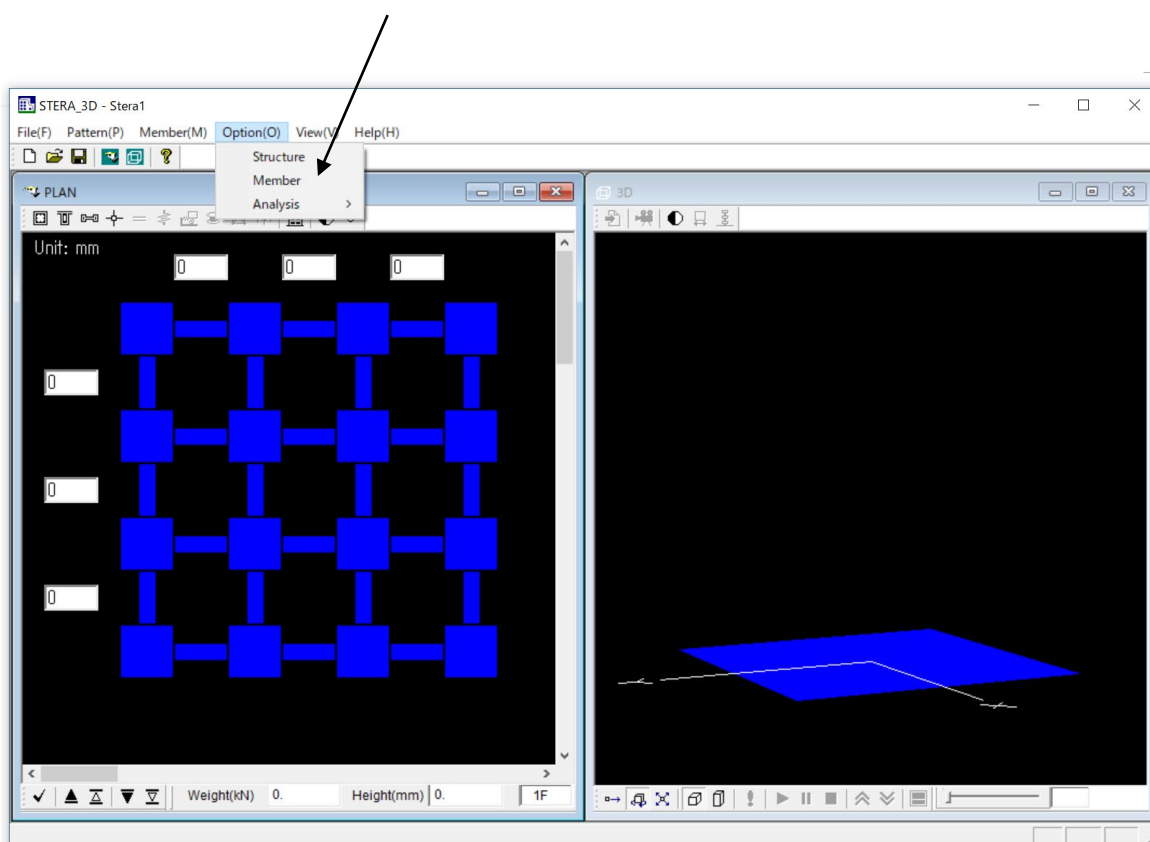 STERA_3D - Stera1
File(F) Pattern(P) Member(M) Option(O) View(V) Help(H)
Structure
Member
Analysis
PLAN
3D
Unit: mm
0 0 0
0
0
0
Weight(kN) 0. Height(mm) 0. 1F